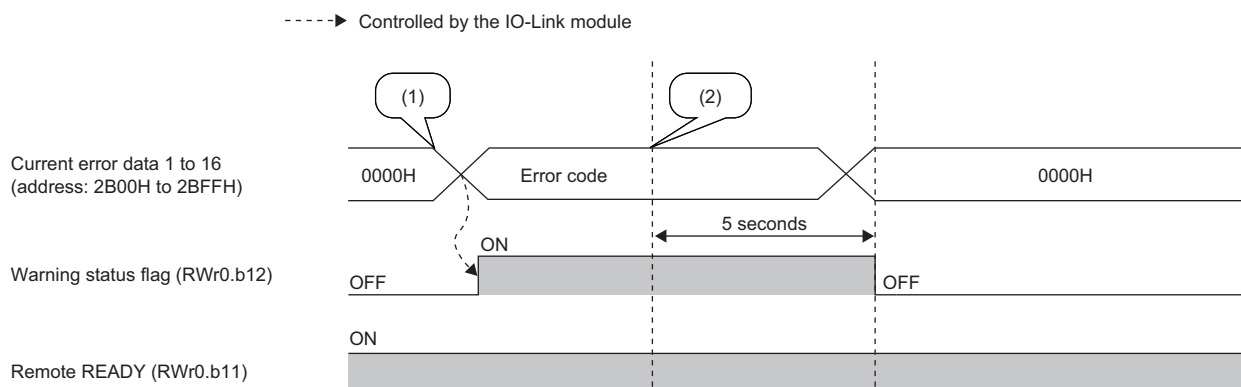 Controlled by the IO-Link module
(1)
(2)
Current error data 1 to 16
(address: 2B00H to 2BFFH)
0000H
Error code
0000H
5 seconds
ON
Warning status flag (RWr0.b12)
OFF
OFF
ON
Remote READY (RWr0.b11)